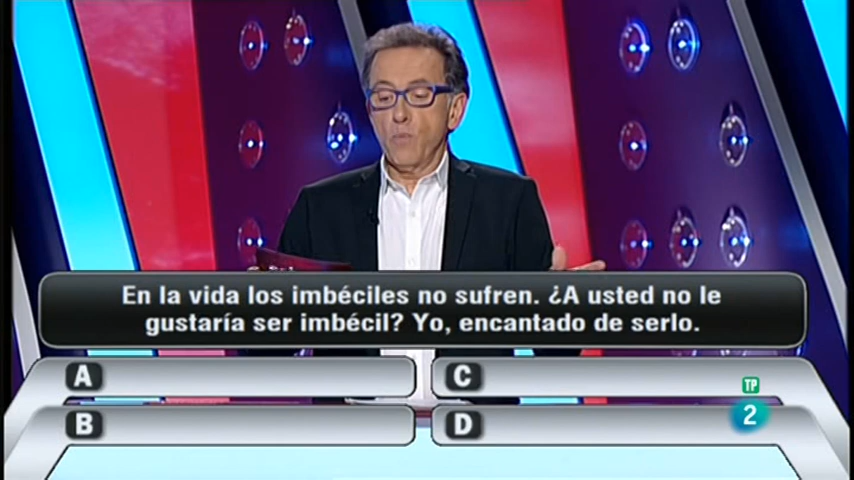 En la vida los imbéciles no sufren. ¿A usted no le
gustaría ser imbécil? Yo, encantado de serlo.
A
C
B
D
TP
2